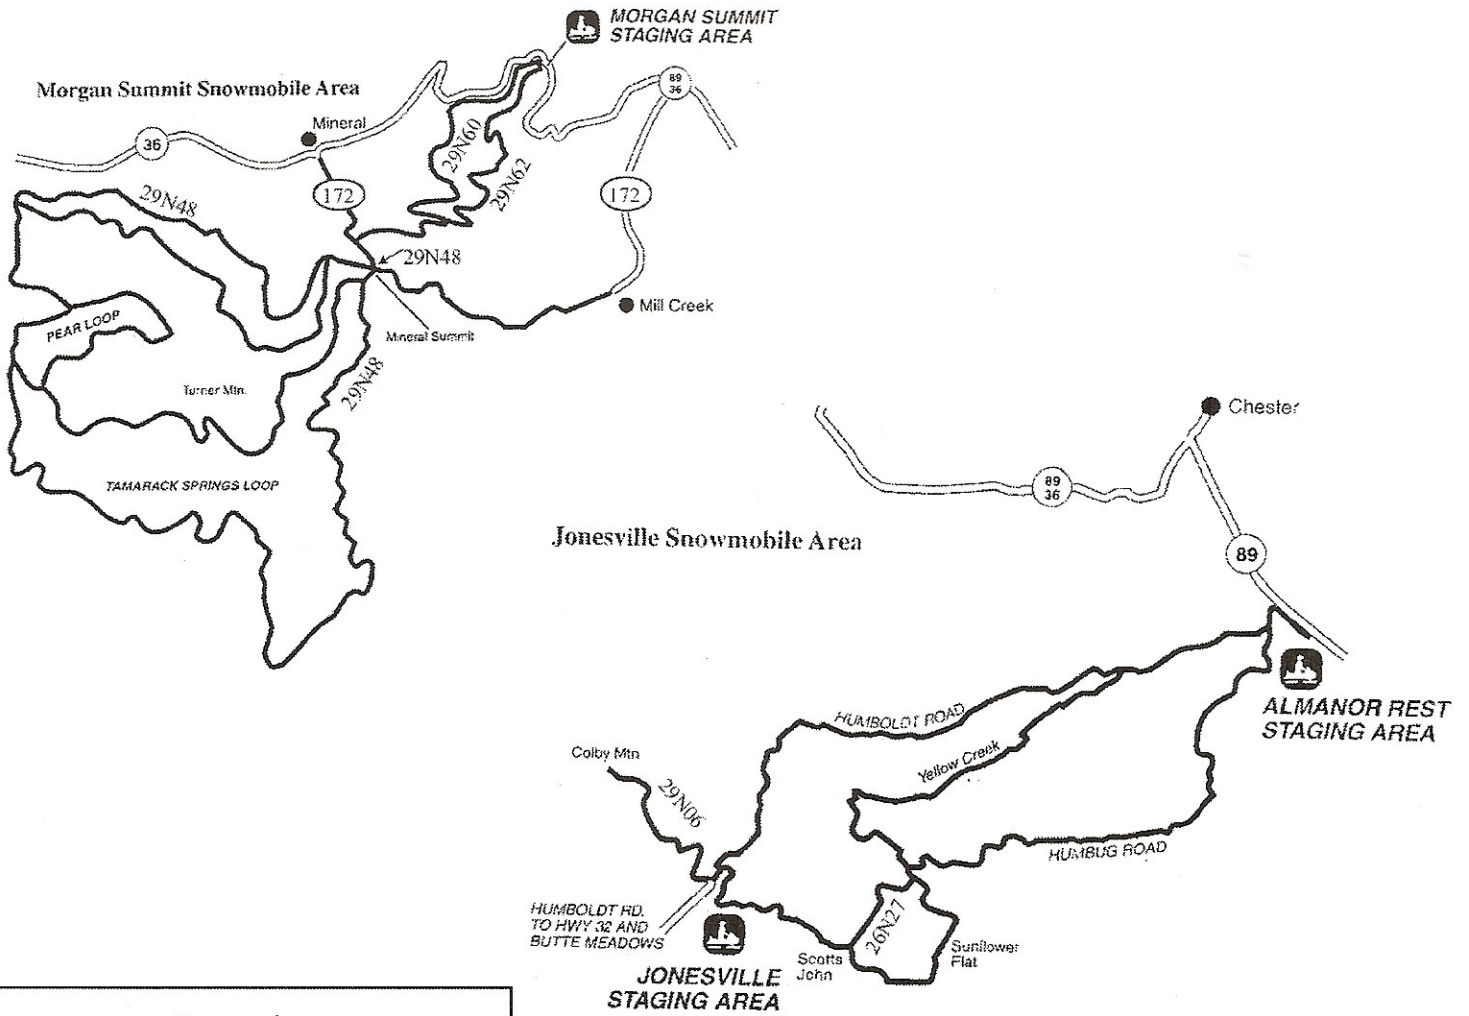 MORGAN SUMMIT
STAGING AREA
Morgan Summit Snowmobile Area
89
36
Mineral
36
29N60
29N62
172
172
29N48
29N48
Mill Creek
PEAR LOOP
Mineral Summit
29N48
Turner Mtn.
TAMARACK SPRINGS LOOP
Chester
89
36
Jonesville Snowmobile Area
89
ALMANOR REST
STAGING AREA
HUMBOLDT ROAD
Yellow Creek
Colby Mtn
29N06
HUMBUG ROAD
HUMBOLDT RD.
TO HWY 32 AND
BUTTE MEADOWS
26N27
Sunflower
Flat
Scotts
John
JONESVILLE
STAGING AREA